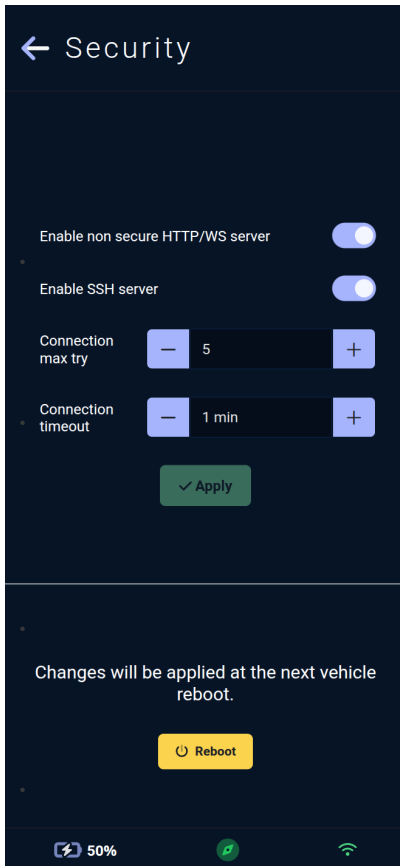 Security
Enable non secure HTTP/WS server
Enable SSH server
Connection
max try
5
Connection
timeout
1 min
Apply
Changes will be applied at the next vehicle
reboot.
Reboot
50%